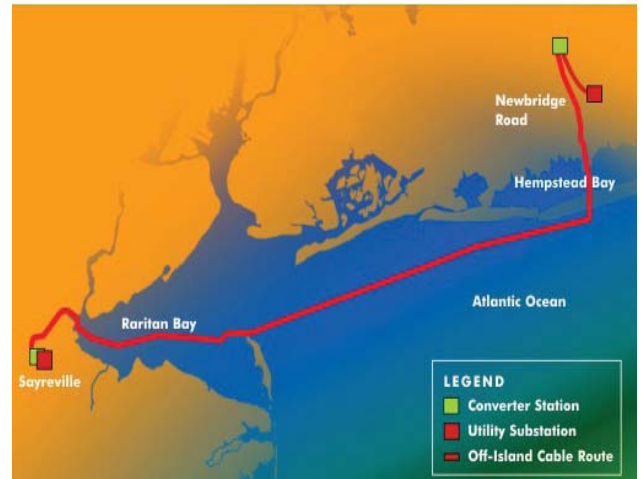 Newbridge
Road
Hempstead Bay
Atlantic Ocean
Raritan Bay
Sayreville
LEGEND
Converter Station
Utility Substation
Off-Island Cable Route